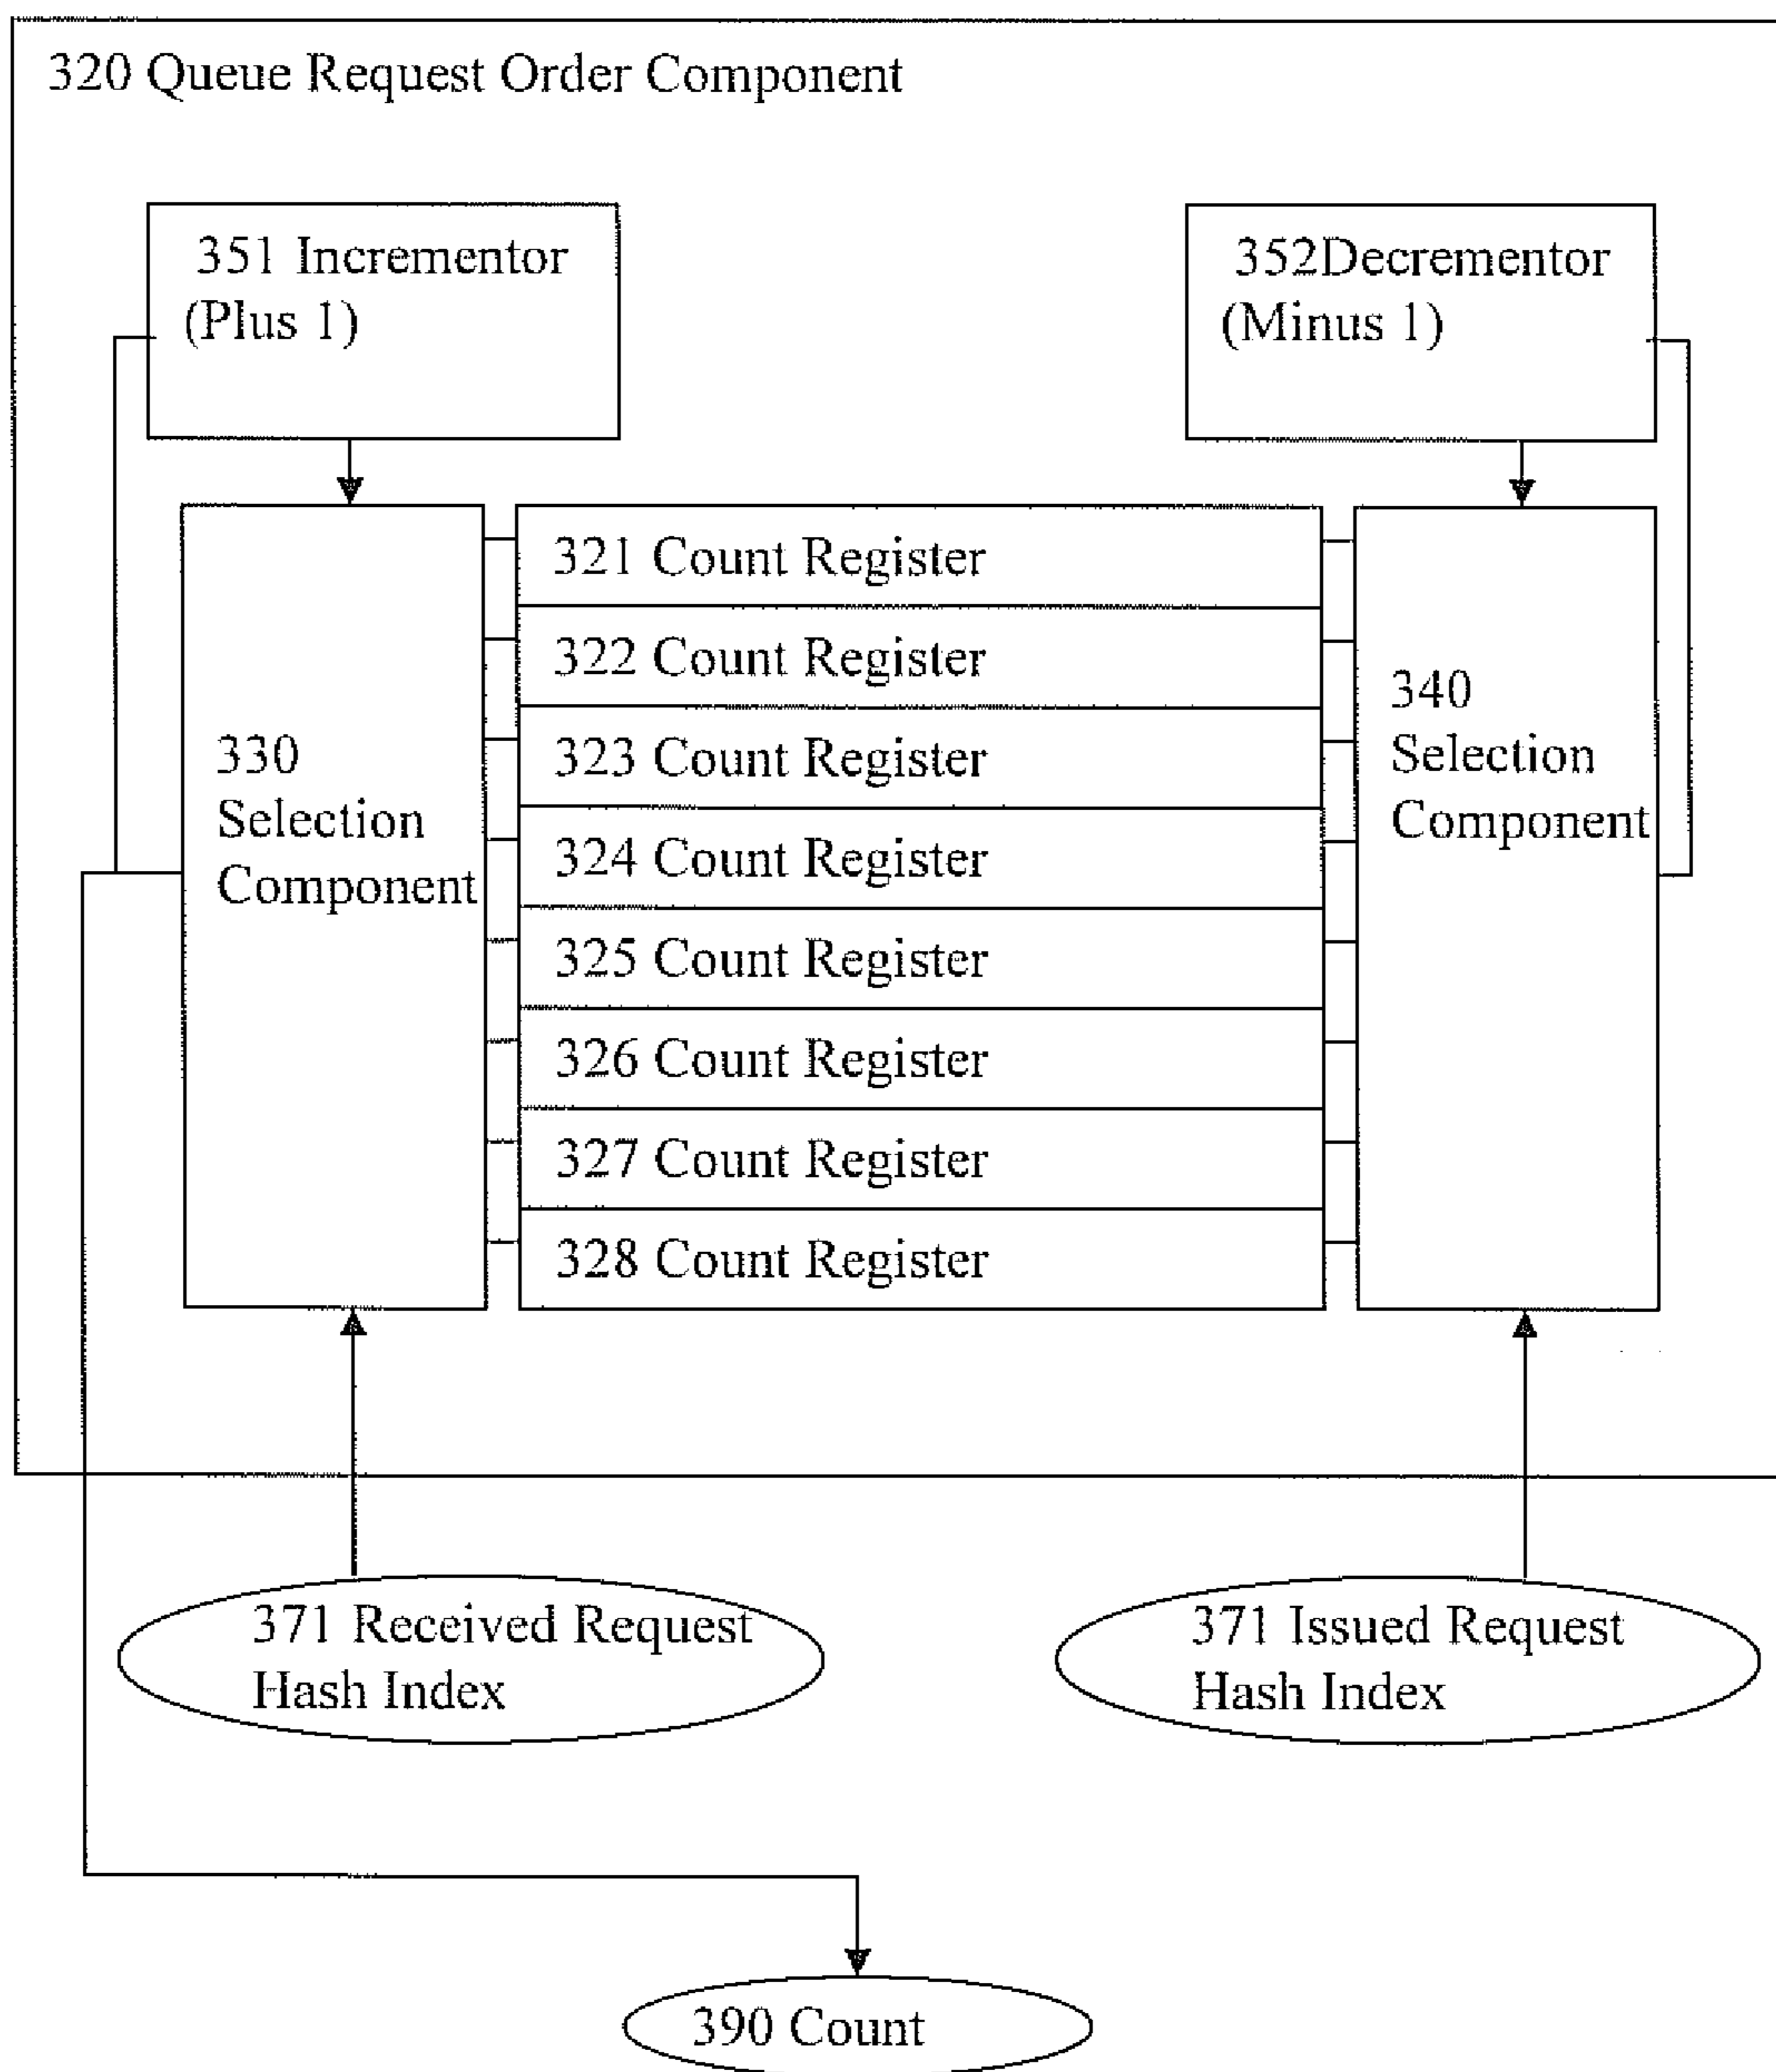 320 Queue Request Order Component
351 Incrementor
(Plus 1)
352Decrementor
(Minus 1)
330
Selection
Component
321 Count Register
322 Count Register
323 Count Register
324 Count Register
325 Count Register
326 Count Register
327 Count Register
328 Count Register
340
Selection
Component
371 Received Request
Hash Index
371 Issued Request
Hash Index
390 Count